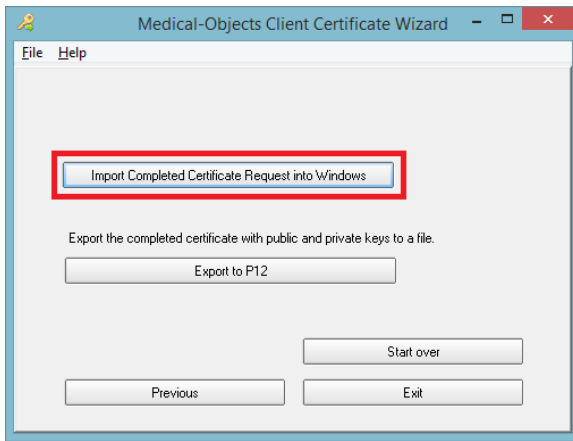 Medical-Objects Client Certificate Wizard
File Help
Import Completed Certificate Request into Windows
Export the completed certificate with public and private keys to a file.
Export to P12
Start over
Previous Exit